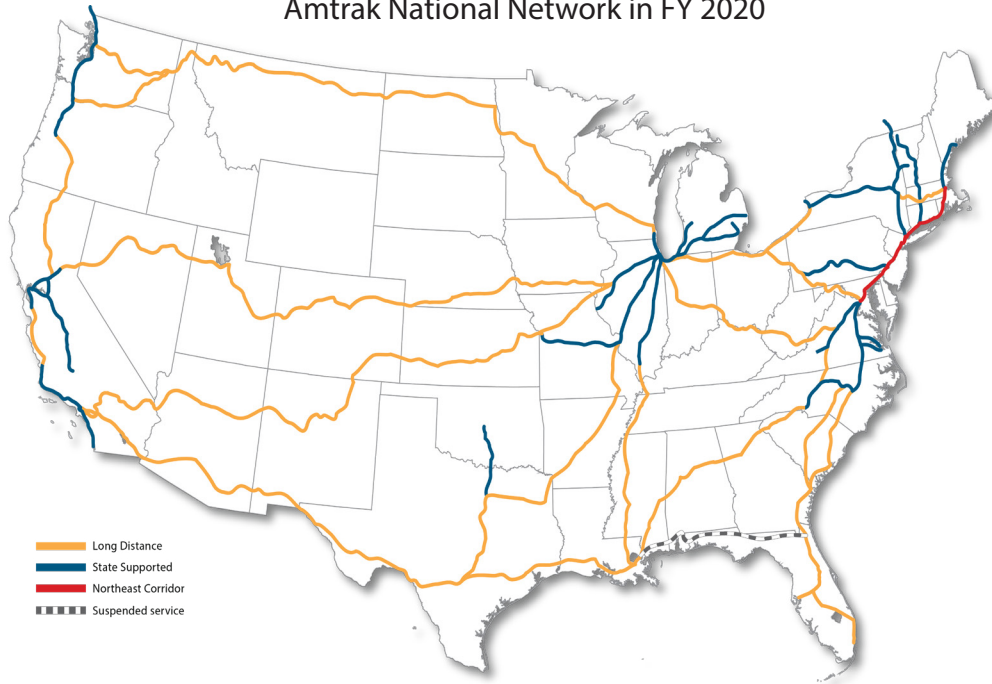 Amtrak National Network in FY 2020
Long Distance
State Supported
Northeast Corridor
Suspended service